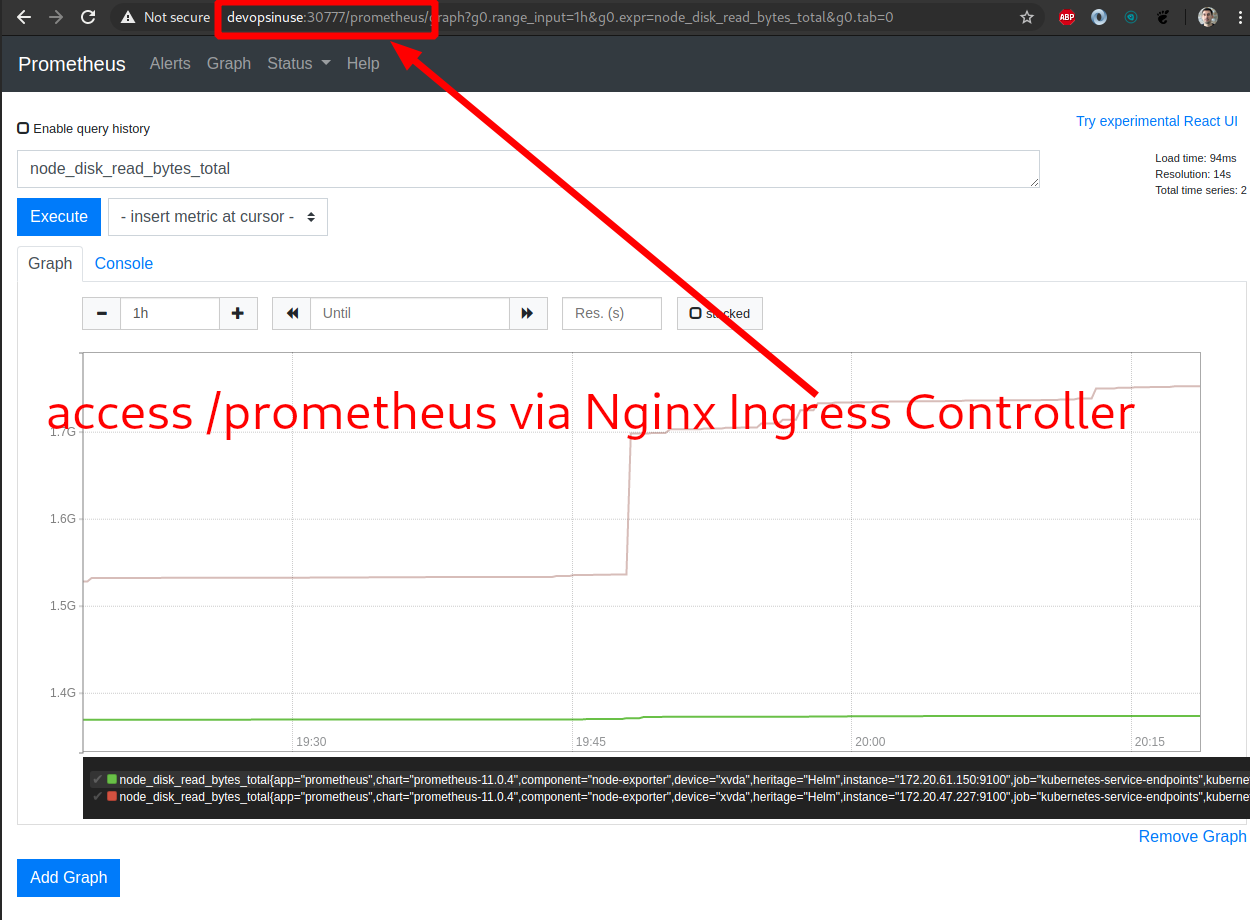 Not secure devopsinuse:30777/prometheus/graph?g0.range_input=1h&g0.expr=node_disk_read_bytes_total&g0.tab=0
ABP
Prometheus Alerts Graph Status Help
Enable query history
Try experimental React UI
node_disk_read_bytes_total
Load time: 94ms
Resolution: 14s
Total time series: 2
Execute - insert metric at cursor -
Graph Console
1h Until Res. (s) stacked
access /prometheus via Nginx Ingress Controller
1.7G
1.6G
1.5G
1.4G
19:30 19:45 20:00 20:15
node_disk_read_bytes_total{app="prometheus",chart="prometheus-11.0.4",component="node-exporter",device="xvda",heritage="Helm",instance="172.20.61.150:9100",job="kubernetes-service-endpoints",kubernet
node_disk_read_bytes_total{app="prometheus",chart="prometheus-11.0.4",component="node-exporter",device="xvda",heritage="Helm",instance="172.20.47.227:9100",job="kubernetes-service-endpoints",kubernet
Remove Graph
Add Graph